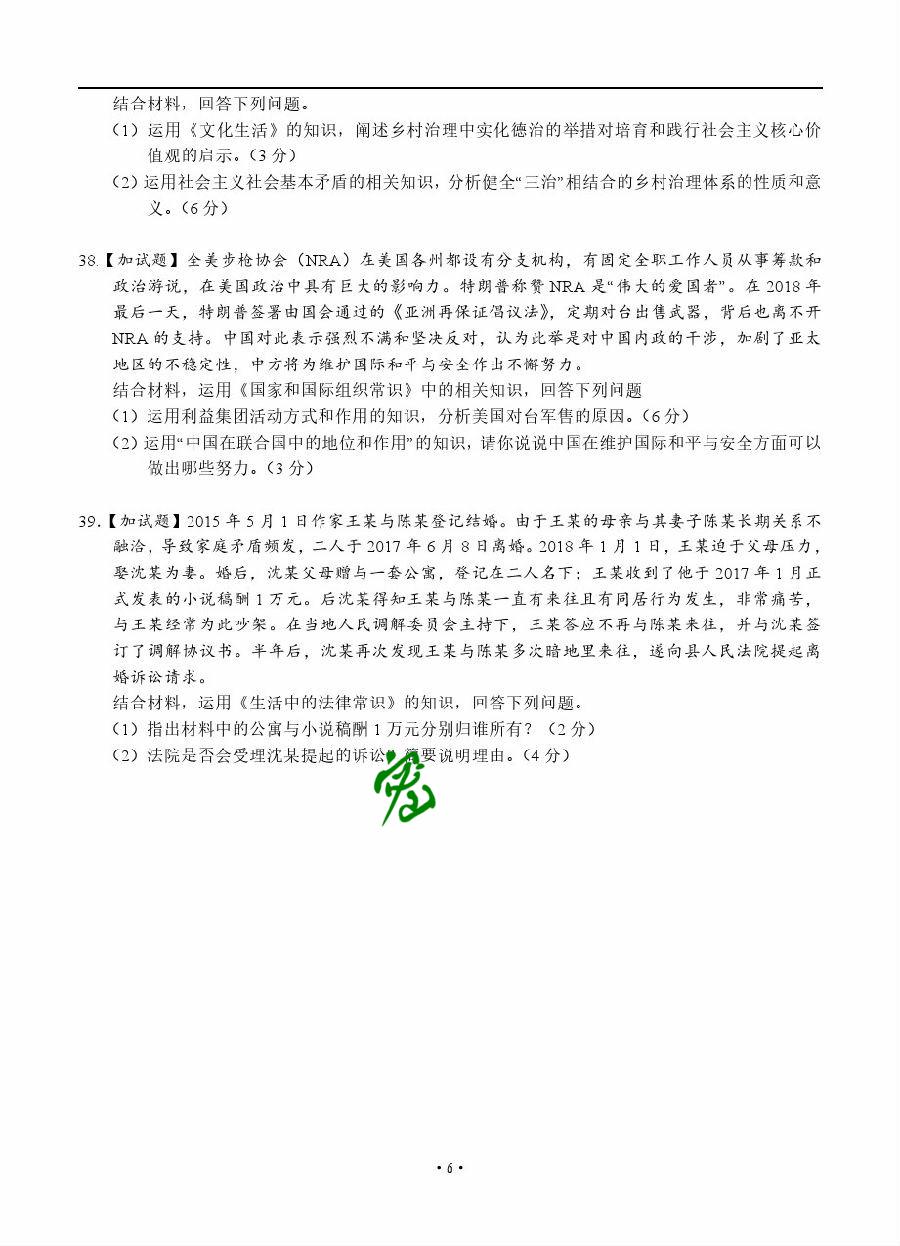 结合材料，回答下列问题。
（1）运用《文化生活》的知识，阐述乡村治理中实化德治的举措对培育和践行社会主义核心价
值观的启示。（3 分）
（2）运用社会主义社会基本矛盾的相关知识，分析健全“三治”相结合的乡村治理体系的性质和意
义。（6 分）
38.【加试题】全美步枪协会（NRA）在美国各州都设有分支机构，有固定全职工作人员从事筹款和
政治游说，在美国政治中具有巨大的影响力。特朗普称赞 NRA 是“伟大的爱国者”。在 2018 年
最后一天，特朗普签署由国会通过的《亚洲再保证倡议法》，定期对台出售武器，背后也离不开
NRA 的支持。中国对此表示强烈不满和坚决反对，认为此举是对中国内政的干涉，加剧了亚太
地区的不稳定性，中方将为维护国际和平与安全作出不懈努力。
结合材料，运用《国家和国际组织常识》中的相关知识，回答下列问题
（1）运用利益集团活动方式和作用的知识，分析美国对台军售的原因。（6 分）
（2）运用“中国在联合国中的地位和作用”的知识，请你说说中国在维护国际和平与安全方面可以
做出哪些努力。（3 分）
39.【加试题】2015 年 5 月 1 日作家王某与陈某登记结婚。由于王某的母亲与其妻子陈某长期关系不
融洽，导致家庭矛盾频发，二人于 2017 年 6 月 8 日离婚。2018 年 1 月 1 日，王某迫于父母压力，
娶沈某为妻。婚后，沈某父母赠与一套公寓，登记在二人名下；王某收到了他于 2017 年 1 月正
式发表的小说稿酬 1 万元。后沈某得知王某与陈某一直有来往且有同居行为发生，非常痛苦，
与王某经常为此吵架。在当地人民调解委员会主持下，王某答应不再与陈某来往，并与沈某签
订了调解协议书。半年后，沈某再次发现王某与陈某多次暗地里来往，遂向县人民法院提起离
婚诉讼请求。
结合材料，运用《生活中的法律常识》的知识，回答下列问题。
（1）指出材料中的公寓与小说稿酬 1 万元分别归谁所有？（2 分）
（2）法院是否会受理沈某提起的诉讼 要说明理由。（4 分）
• 6 •